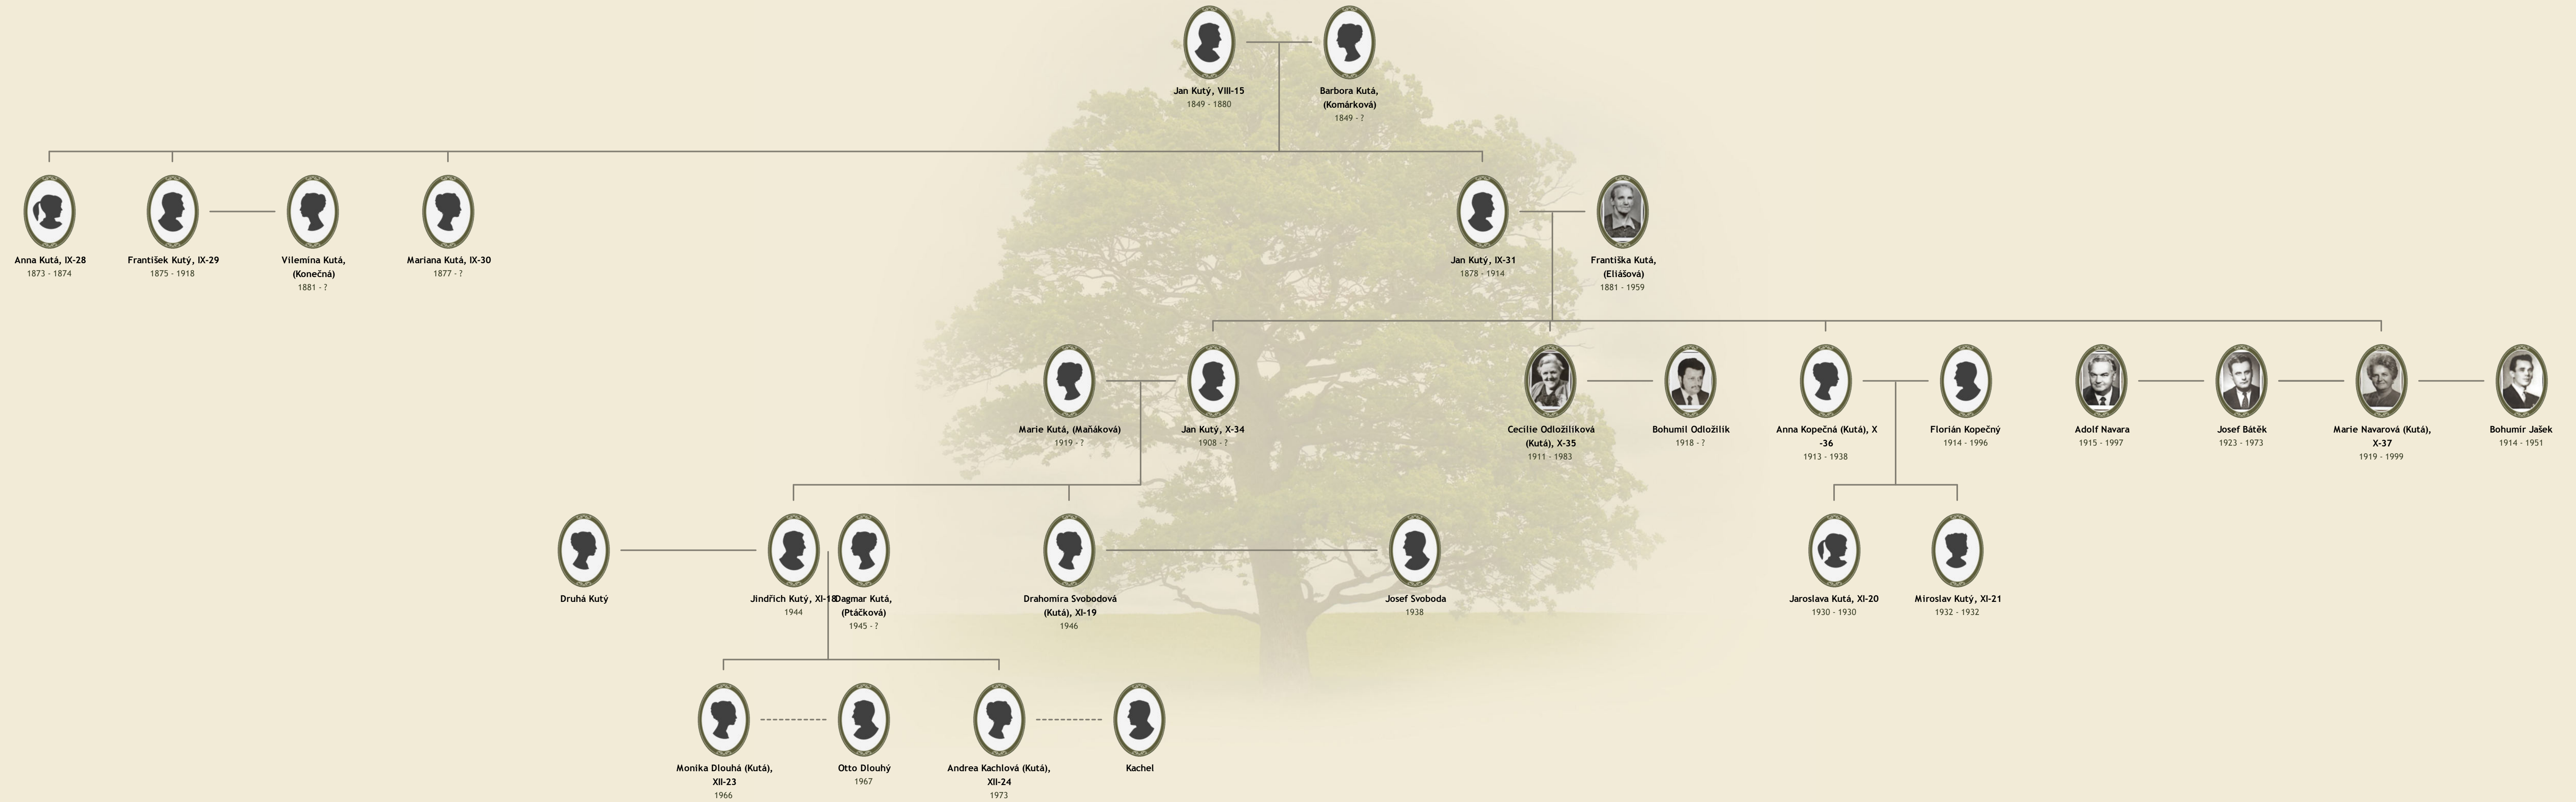 Jan Kutý, VIII-15
1849 - 1880
Barbora Kutá,
(Komárková)
1849 - ?
Anna Kutá, IX-28
1873 - 1874
František Kutý, IX-29
1875 - 1918
Vilemína Kutá,
(Konečná)
1881 - ?
Mariana Kutá, IX-30
1877 - ?
Jan Kutý, IX-31
1878 - 1914
Františka Kutá,
(Eliášová)
1881 - 1959
Marie Kutá, (Maňáková)
1919 - ?
Jan Kutý, X-34
1908 - ?
Cecilie Odložilíková
(Kutá), X-35
1911 - 1983
Bohumil Odložilík
1918 - ?
Anna Kopečná (Kutá), X
-36
1913 - 1938
Florián Kopečný
1914 - 1996
Adolf Navara
1915 - 1997
Josef Bátěk
1923 - 1973
Marie Navarová (Kutá),
X-37
1919 - 1999
Bohumír Jašek
1914 - 1951
Druhá Kutý
Jindřich Kutý, XI-18
1944
Dagmar Kutá,
(Ptáčková)
1945 - ?
Drahomíra Svobodová
(Kutá), XI-19
1946
Josef Svoboda
1938
Jaroslava Kutá, XI-20
1930 - 1930
Miroslav Kutý, XI-21
1932 - 1932
Monika Dlouhá (Kutá),
XII-23
1966
Otto Dlouhý
1967
Andrea Kachlová (Kutá),
XII-24
1973
Kachel